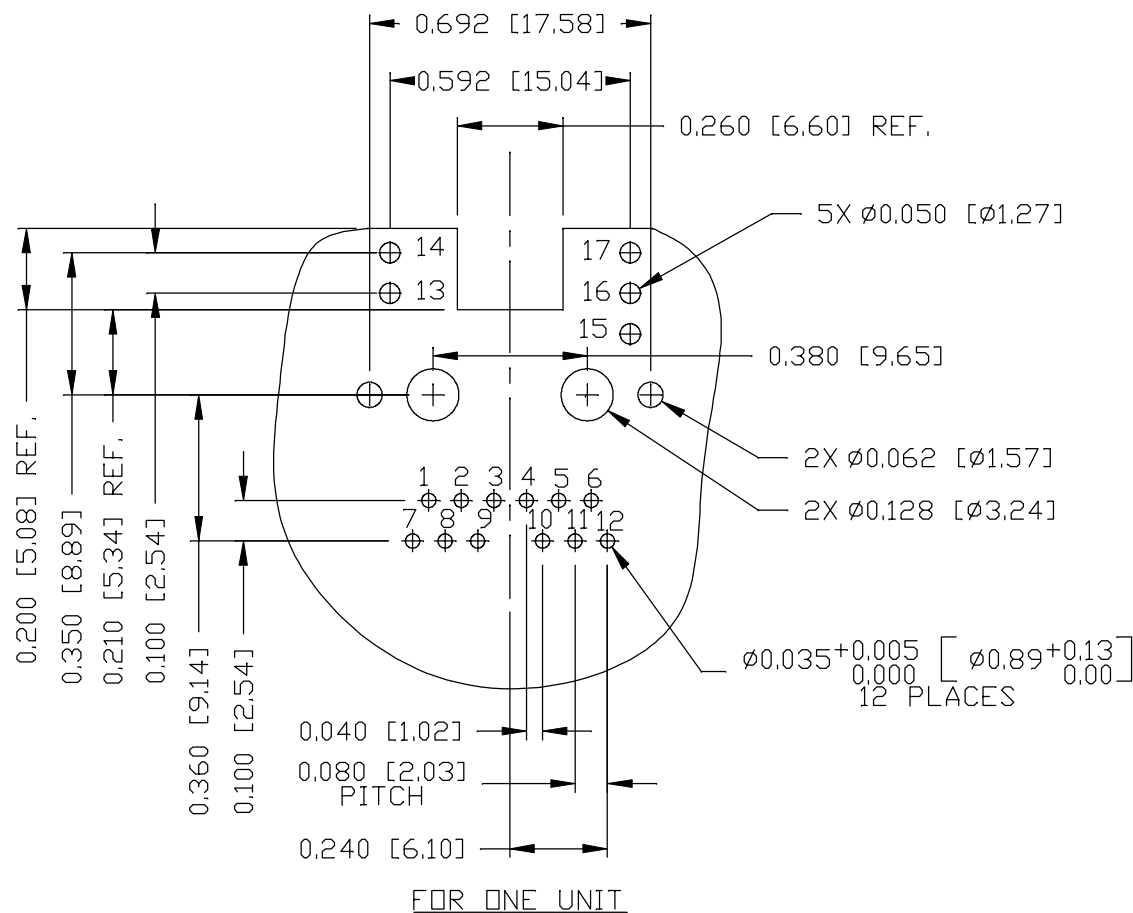 0.692 [17.58]
0.592 [15.04]
0.260 [6.60] REF.
5X Ø0.050 [Ø1.27]
14
17
13
16
15
0.380 [9.65]
2X Ø0.062 [Ø1.57]
2X Ø0.128 [Ø3.24]
1 2 3 4 5 6
7 8 9 10 11 12
0.200 [5.08] REF.
0.350 [8.89]
0.210 [5.34] REF.
0.100 [2.54]
0.360 [9.14]
0.100 [2.54]
Ø0.035 +0.005 0.000 [Ø0.89 +0.13 0.00]
12 PLACES
0.040 [1.02]
0.080 [2.03]
PITCH
0.240 [6.10]
FOR ONE UNIT